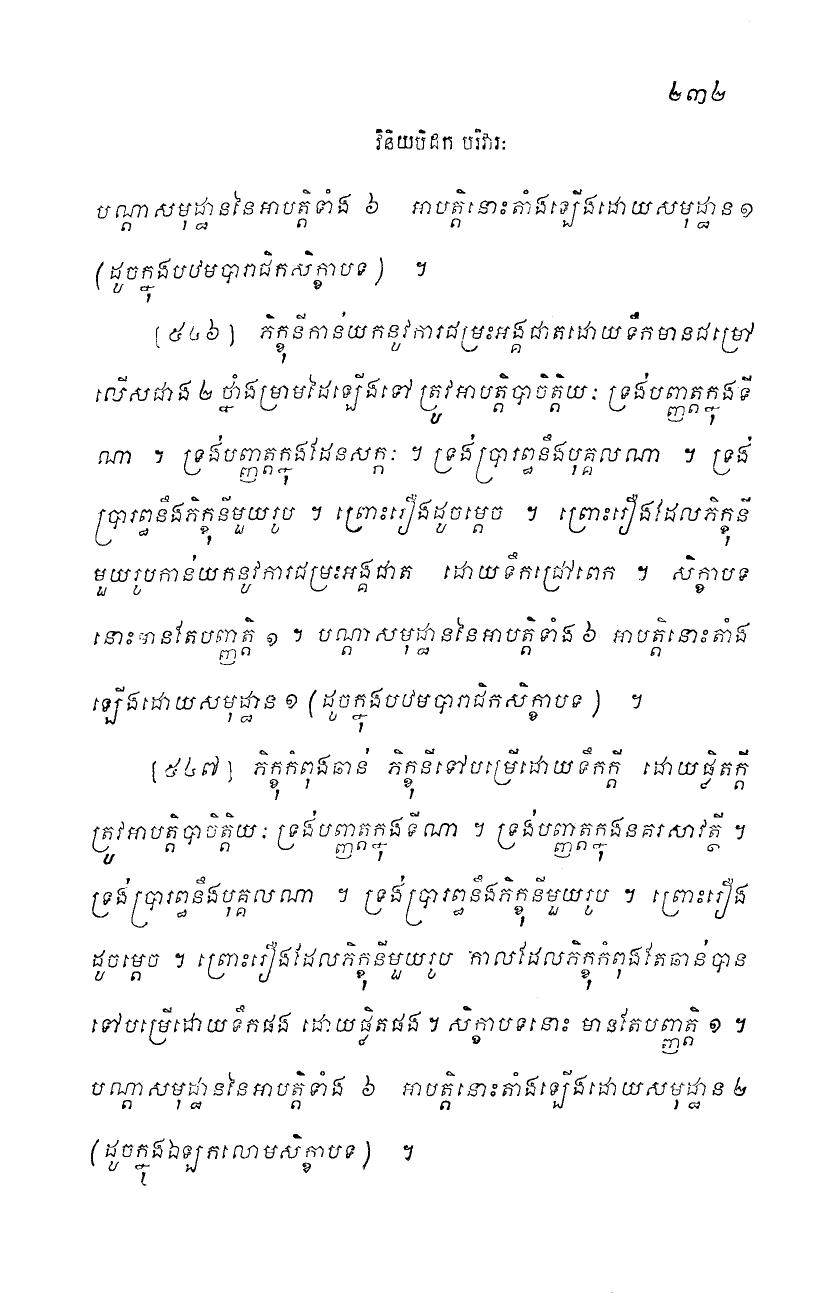 ២៣២
វិនិយបិដក បរិវារៈ
បណ្តាសមុដ្ឋាននៃអាបត្តិទាំង ៦ អាបត្តិនោះតាំងឡើងដោយសមុដ្ឋាន ១
(ដូចក្នុងបឋមបារាជិកសិក្ខាបទ) ។
[៥៤៦] ភិក្ខុនីកាន់យកនូវការជម្រះអង្គជាតដោយទឹកមានជម្រៅ
លើសជាង ២ ថ្នាំងម្រាមដៃឡើងទៅ ត្រូវអាបត្តិបាចិត្តិយៈ ទ្រង់បញ្ញត្តក្នុងទី
ណា ។ ទ្រង់បញ្ញត្តក្នុងដែនសក្កៈ ។ ទ្រង់ប្រារព្ធនឹងបុគ្គលណា ។ ទ្រង់
ប្រារព្ធនឹងភិក្ខុនីមួយរូប ។ ព្រោះរឿងដូចម្តេច ។ ព្រោះរឿងដែលភិក្ខុនី
មួយរូបកាន់យកនូវការជម្រះអង្គជាត ដោយទឹកជ្រៅពេក ។ សិក្ខាបទ
នោះមានតែបញ្ញត្តិ ១ ។ បណ្តាសមុដ្ឋាននៃអាបត្តិទាំង ៦ អាបត្តិនោះតាំង
ឡើងដោយសមុដ្ឋាន ១ (ដូចក្នុងបឋមបារាជិកសិក្ខាបទ) ។
[៥៤៧] ភិក្ខុកំពុងឆាន់ ភិក្ខុនីទៅបម្រើដោយទឹកក្តី ដោយផ្លិតក្តី
ត្រូវអាបត្តិបាចិត្តិយៈ ទ្រង់បញ្ញត្តក្នុងទីណា ។ ទ្រង់បញ្ញត្តក្នុងនគរសាវត្ថី ។
ទ្រង់ប្រារព្ធនឹងបុគ្គលណា ។ ទ្រង់ប្រារព្ធនឹងភិក្ខុនីមួយរូប ។ ព្រោះរឿង
ដូចម្តេច ។ ព្រោះរឿងដែលភិក្ខុនីមួយរូប កាលដែលភិក្ខុកំពុងតែឆាន់បាន
ទៅបម្រើដោយទឹកផង ដោយផ្លិតផង ។ សិក្ខាបទនោះ មានតែបញ្ញត្តិ ១ ។
បណ្តាសមុដ្ឋាននៃអាបត្តិទាំង ៦ អាបត្តិនោះតាំងឡើងដោយសមុដ្ឋាន ២
(ដូចក្នុងឯឡកលោមសិក្ខាបទ) ។